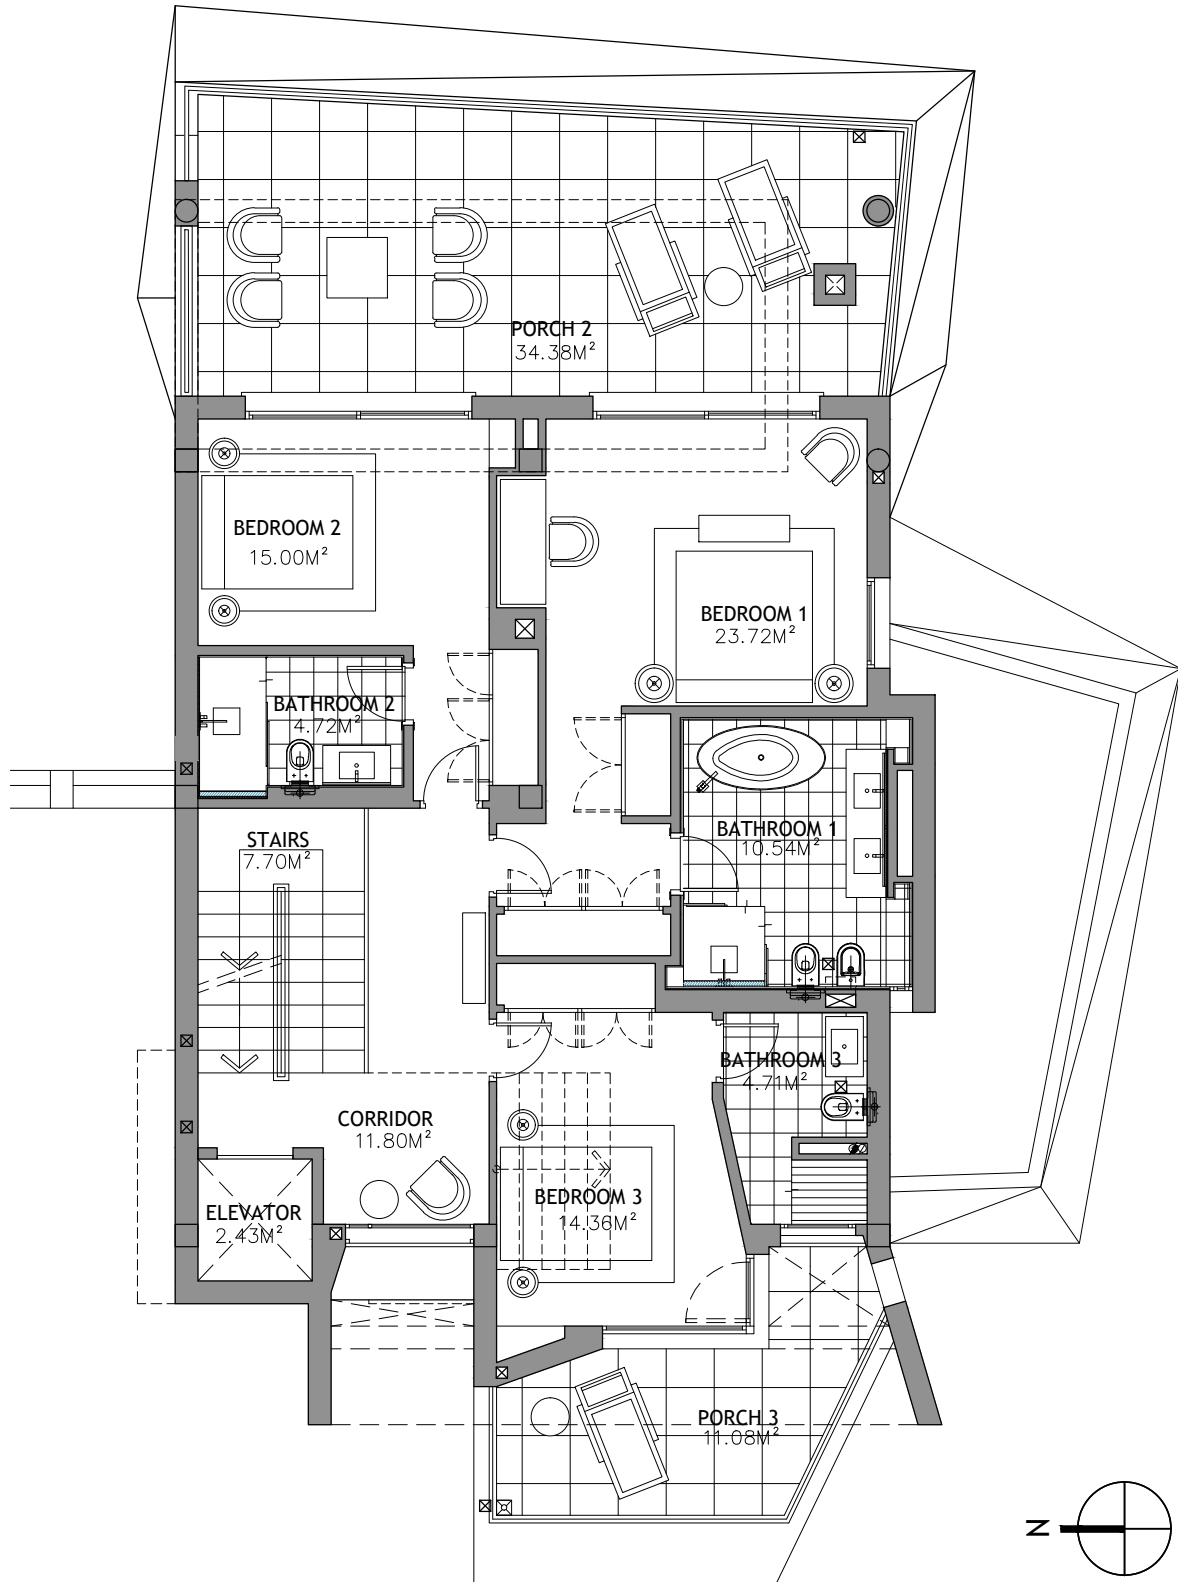 PORCH 2
34.38M²
BEDROOM 2
15.00M²
BEDROOM 1
23.72M²
BATHROOM 2
4.72M²
STAIRS
7.70M²
BATHROOM 1
10.54M²
BATHROOM 3
4.71M²
CORRIDOR
11.80M²
BEDROOM 3
14.36M²
ELEVATOR
2.43M²
PORCH 3
11.08M²
N